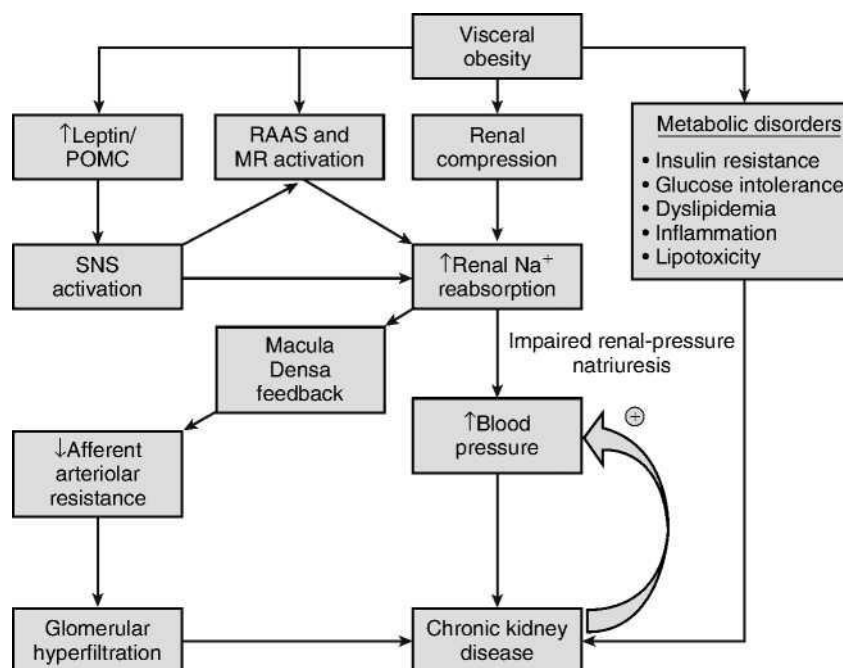 Visceral
obesity
↑Leptin/
POMC
RAAS and
MR activation
Renal
compression
Metabolic disorders
• Insulin resistance
• Glucose intolerance
• Dyslipidemia
• Inflammation
• Lipotoxicity
SNS
activation
↑Renal Na⁺
reabsorption
Macula
Densa
feedback
Impaired renal-pressure
natriuresis
↓Afferent
arteriolar
resistance
↑Blood
pressure
⊕
Glomerular
hyperfiltration
Chronic kidney
disease